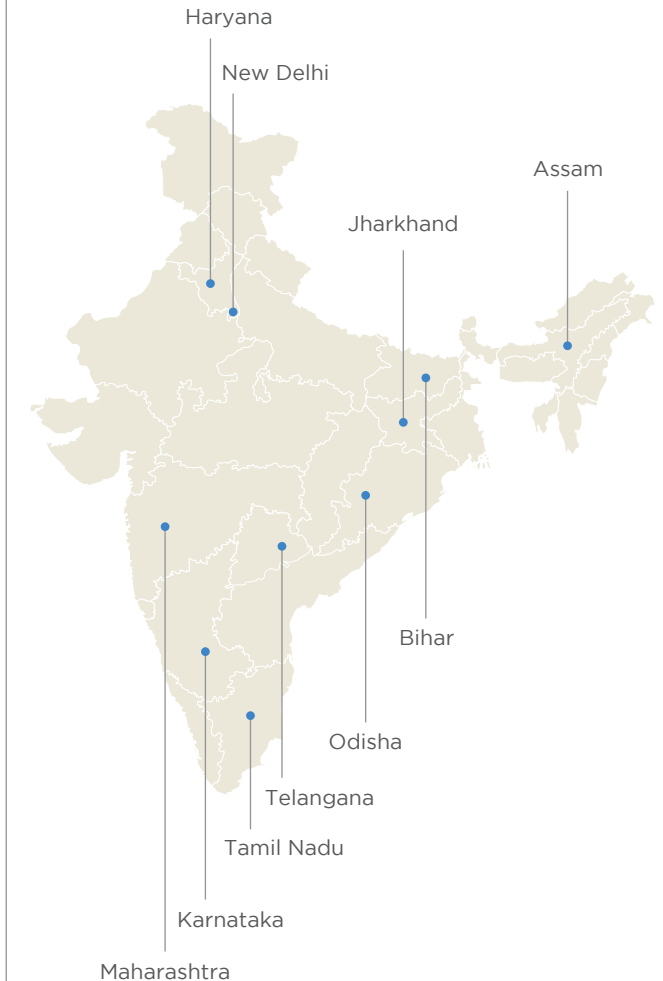 Haryana
New Delhi
Assam
Jharkhand
Bihar
Odisha
Telangana
Tamil Nadu
Karnataka
Maharashtra